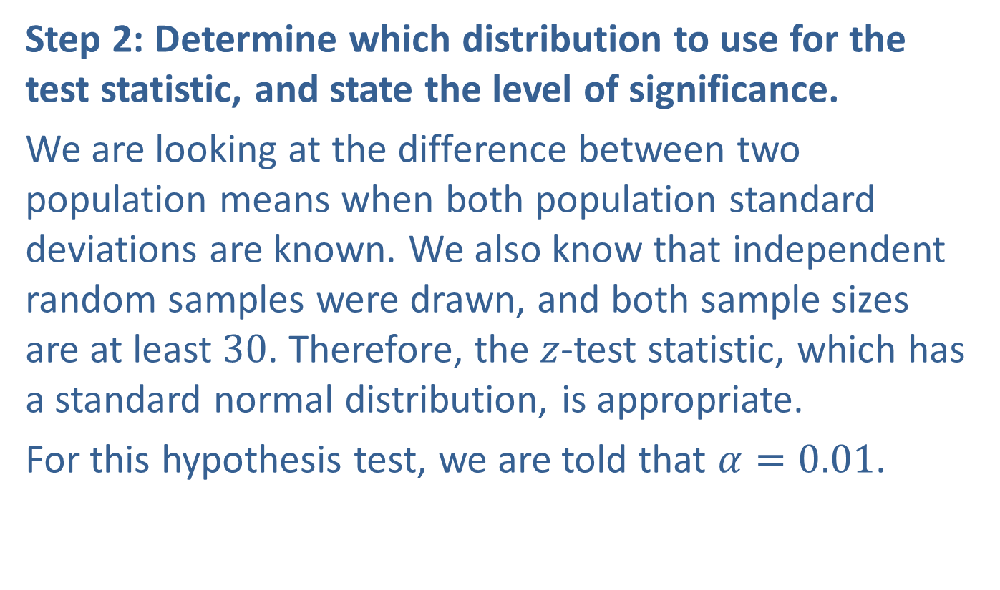 Step 2: Determine which distribution to use for the
test statistic, and state the level of significance.
We are looking at the difference between two
population means when both population standard
deviations are known. We also know that independent
random samples were drawn, and both sample sizes
are at least 30. Therefore, the z-test statistic, which has
a standard normal distribution, is appropriate.
For this hypothesis test, we are told that α = 0.01.